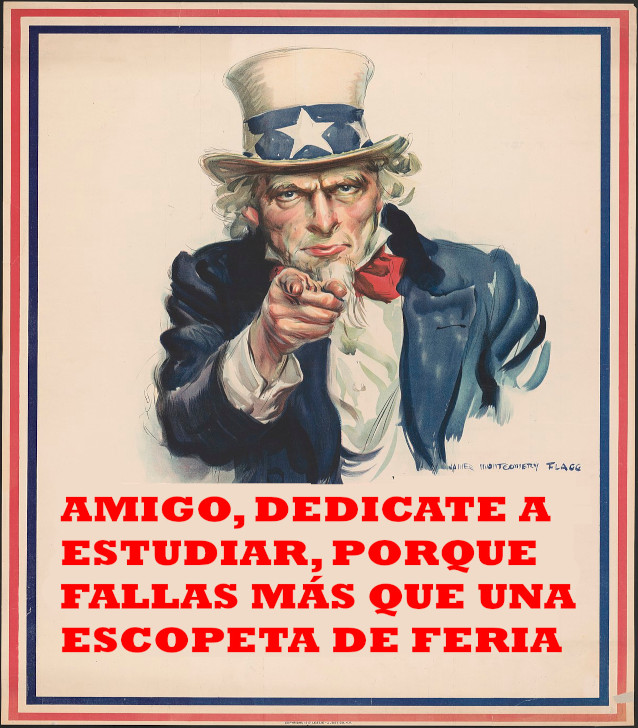 JAMES MONTGOMERY FLAGG
AMIGO, DEDICATE A
ESTUDIAR, PORQUE
FALLAS MÁS QUE UNA
ESCOPETA DE FERIA